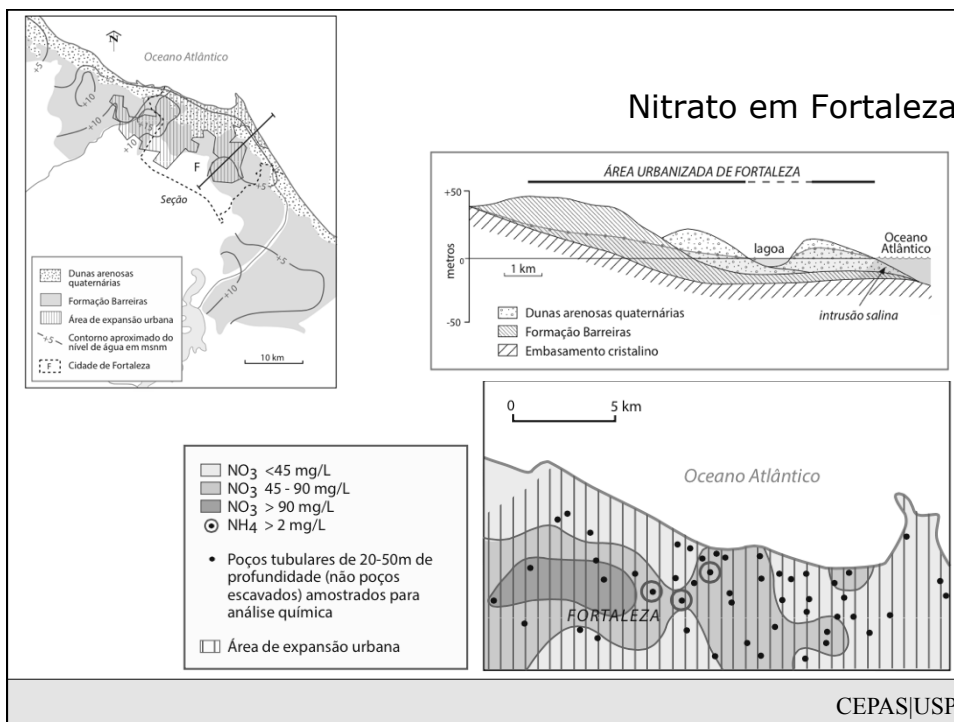 Nitrato em Fortaleza
N
Oceano Atlântico
+5
+10
+10
+15
+10
F
+5
Seção
+5
+10
Dunas arenosas
quaternárias
Formação Barreiras
Área de expansão urbana
+5 Contorno aproximado do
nível de água em msnm
F Cidade de Fortaleza
10 km
ÁREA URBANIZADA DE FORTALEZA
+50
0
-50
metros
1 km
lagoa
Oceano
Atlântico
intrusão salina
Dunas arenosas quaternárias
Formação Barreiras
Embasamento cristalino
NO3 <45 mg/L
NO3 45 - 90 mg/L
NO3 > 90 mg/L
NH4 > 2 mg/L
Poços tubulares de 20-50m de
profundidade (não poços
escavados) amostrados para
análise química
Área de expansão urbana
0 5 km
Oceano Atlântico
FORTALEZA
CEPAS|USP